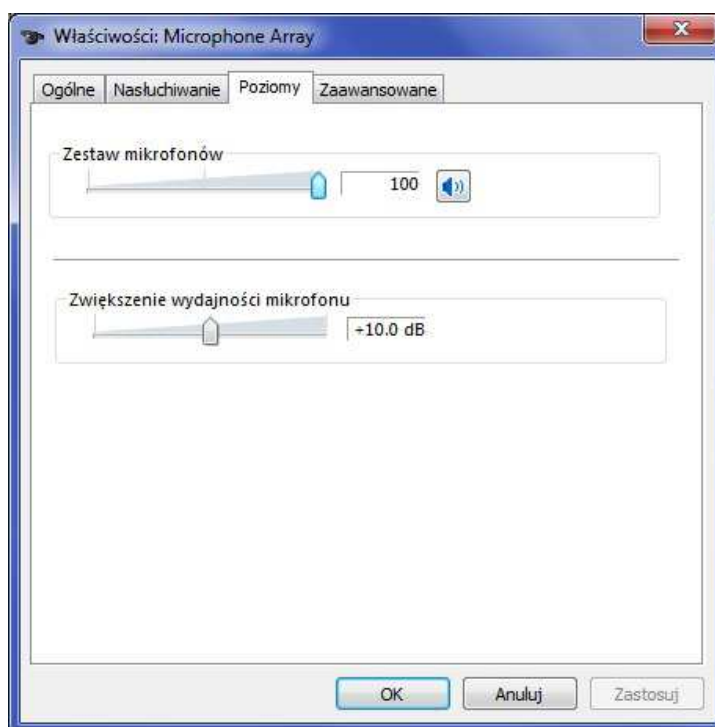 Właściwości: Microphone Array
Ogólne Nasłuchiwanie Poziomy Zaawansowane
Zestaw mikrofonów
100
Zwiększenie wydajności mikrofonu
+10.0 dB
OK Anuluj Zastosuj